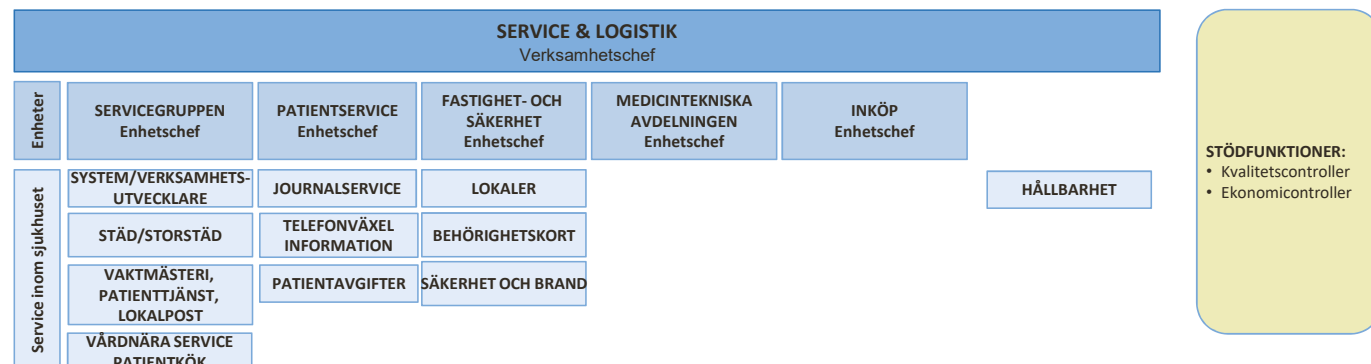 SERVICE & LOGISTIK
Verksamhetschef
Enheter
SERVICEGRUPPEN
Enhetschef
PATIENTSERVICE
Enhetschef
FASTIGHET- OCH
SÄKERHET
Enhetschef
MEDICINTEKNISKA
AVDELNINGEN
Enhetschef
INKÖP
Enhetschef
Service inom sjukhuset
SYSTEM/VERKSAMHETS-
UTVECKLARE
STÄD/STORSTÄD
VAKTMÄSTERI,
PATIENTTJÄNST,
LOKALPOST
VÅRDNÄRA SERVICE
PATIENTKÖK
JOURNALSERVICE
TELEFONVÄXEL
INFORMATION
PATIENTAVGIFTER
LOKALER
BEHÖRIGHETSKORT
SÄKERHET OCH BRAND
HÅLLBARHET
STÖDFUNKTIONER:
• Kvalitetscontroller
• Ekonomicontroller